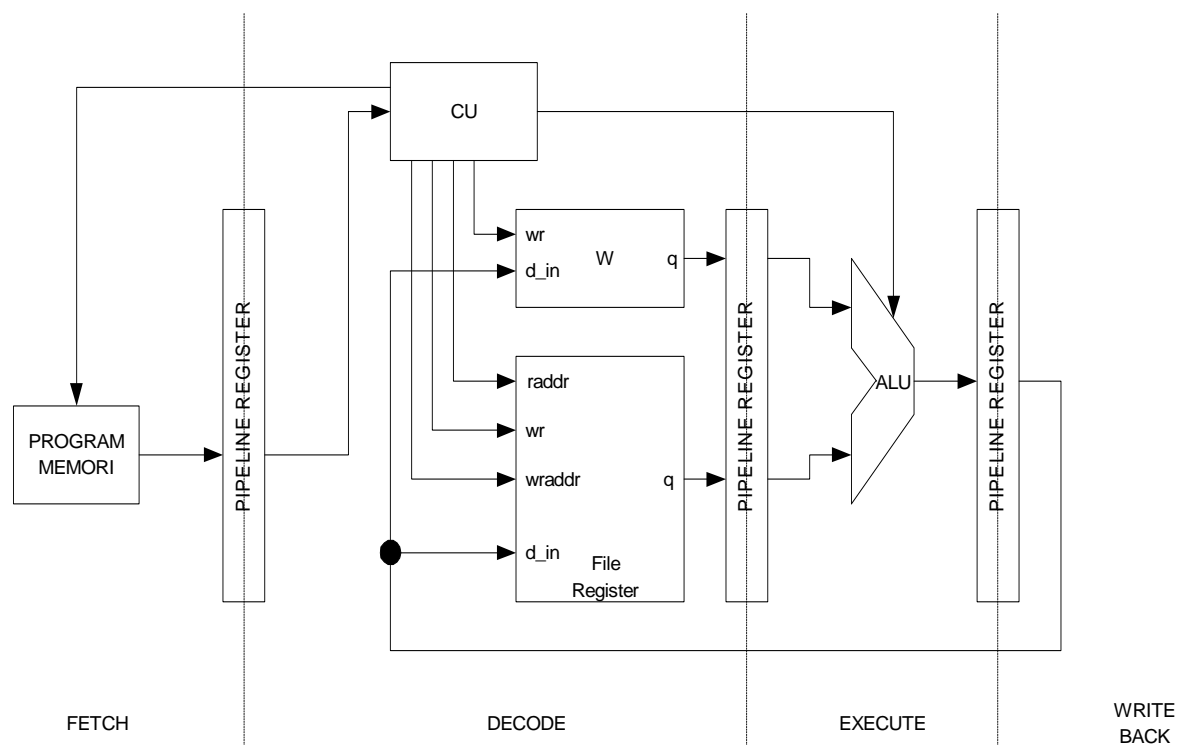 CU
wr
W
q
d_in
PIPELINE REGISTER
PIPELINE REGISTER
PIPELINE REGISTER
raddr
ALU
PROGRAM
MEMORI
wr
wraddr
q
d_in
File
Register
FETCH
DECODE
EXECUTE
WRITE
BACK